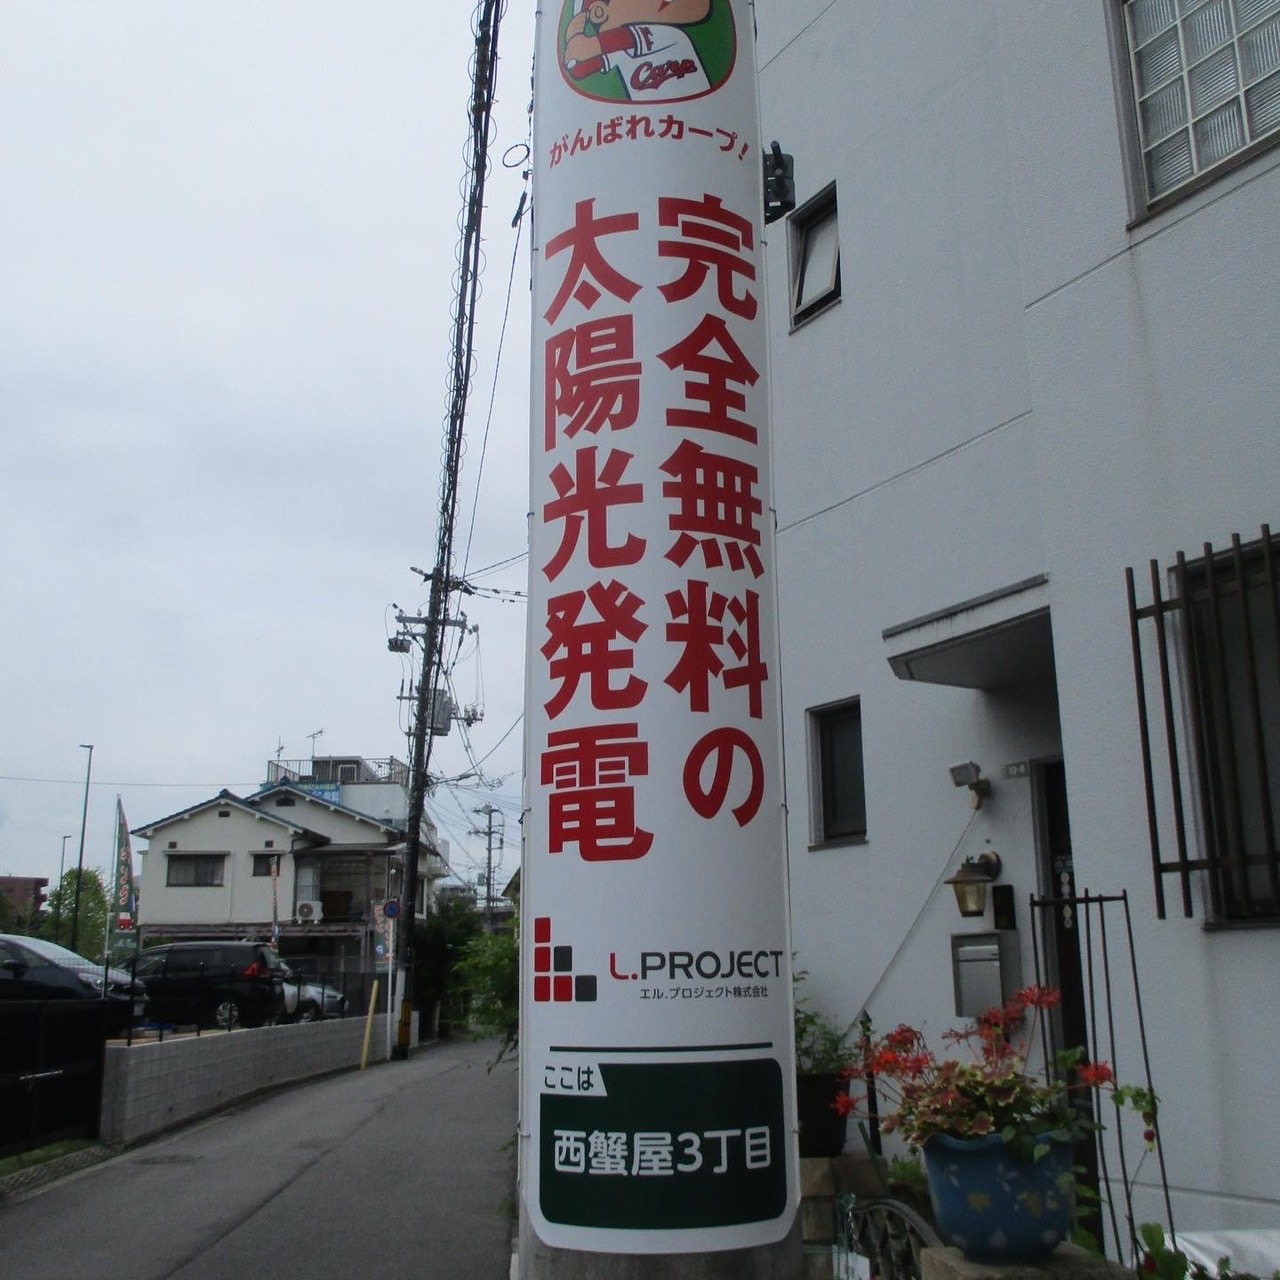 Carp
がんばれカープ!
完全無料の
太陽光発電
L.PROJECT
エル.プロジェクト株式会社
ここは
西蟹屋3丁目